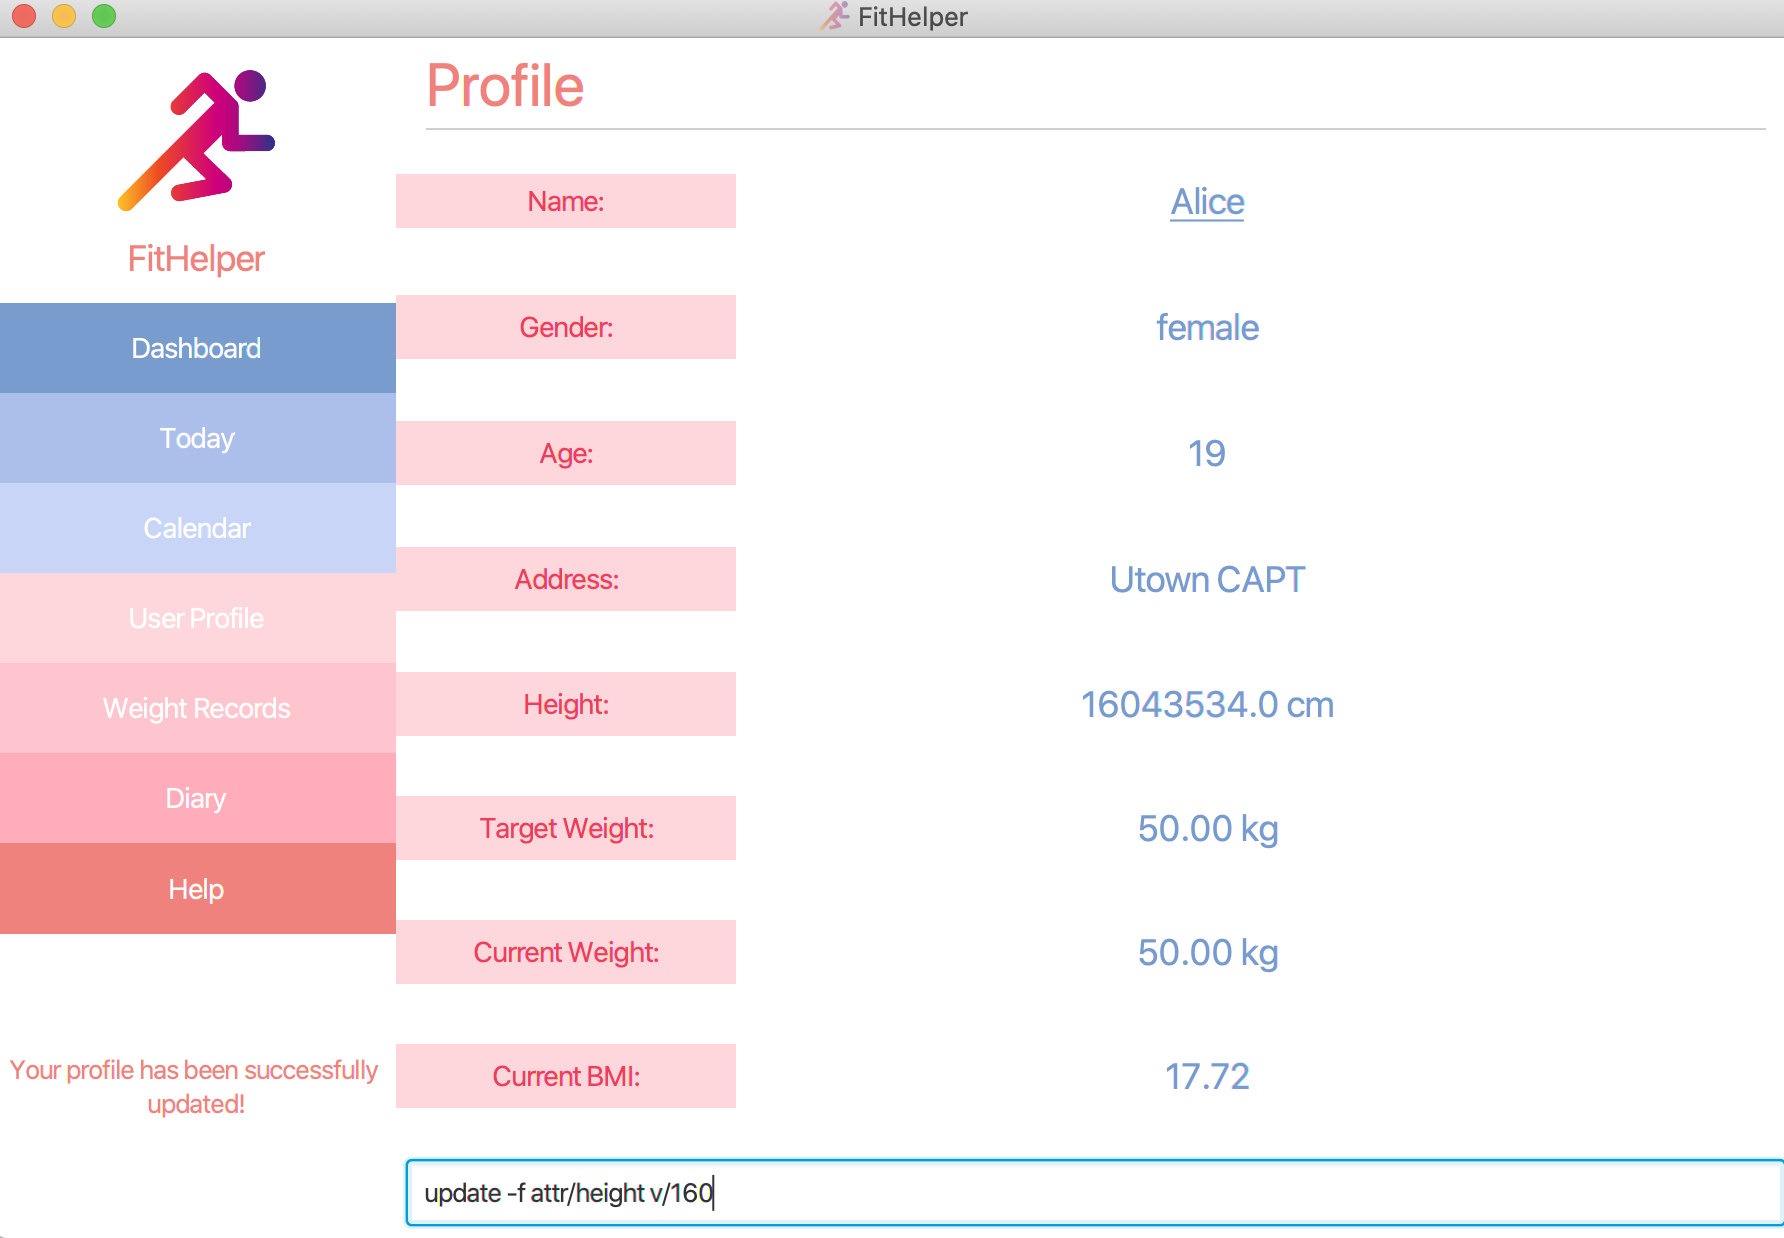 FitHelper
Profile
FitHelper
Dashboard
Today
Calendar
User Profile
Weight Records
Diary
Help
Your profile has been successfully
updated!
Name: Alice
Gender: female
Age: 19
Address: Utown CAPT
Height: 16043534.0 cm
Target Weight: 50.00 kg
Current Weight: 50.00 kg
Current BMI: 17.72
update -f attr/height v/160